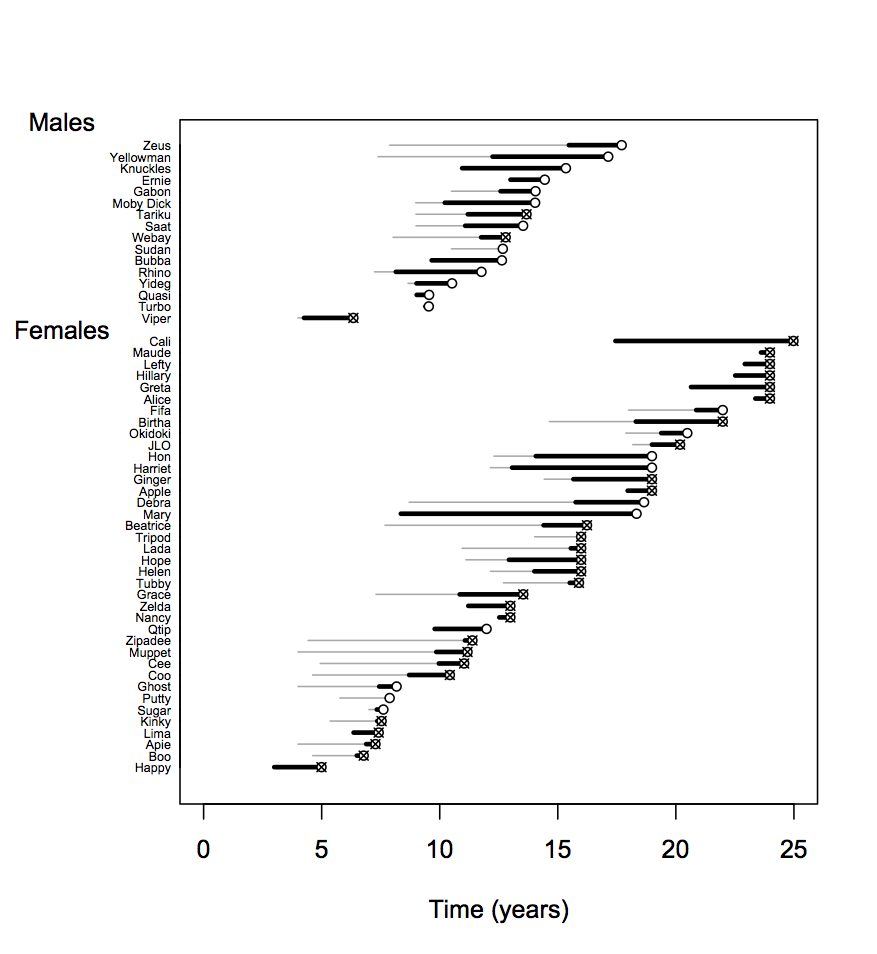 Males
Zeus
Yellowman
Knuckles
Ernie
Gabon
Moby Dick
Tariku
Saat
Webay
Sudan
Bubba
Rhino
Yideg
Quasi
Turbo
Viper
Females
Cali
Maude
Lefty
Hillary
Greta
Alice
Fifa
Birtha
Okidoki
JLO
Hon
Harriet
Ginger
Apple
Debra
Mary
Beatrice
Tripod
Lada
Hope
Helen
Tubby
Grace
Zelda
Nancy
Qtip
Zipadee
Muppet
Cee
Coo
Ghost
Putty
Sugar
Kinky
Lima
Apie
Boo
Happy
0 5 10 15 20 25
Time (years)